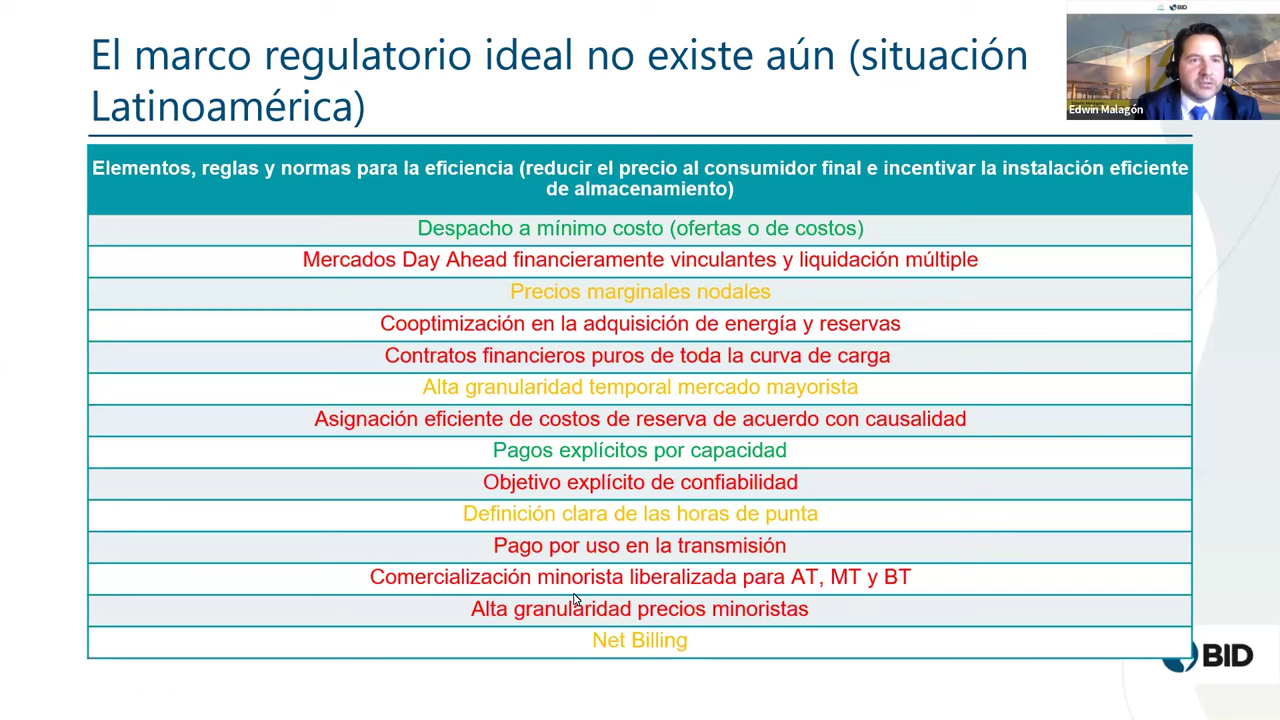 El marco regulatorio ideal no existe aún (situación
Latinoamérica)
BID
Edwin Malagón
Elementos, reglas y normas para la eficiencia (reducir el precio al consumidor final e incentivar la instalación eficiente
de almacenamiento)
Despacho a mínimo costo (ofertas o de costos)
Mercados Day Ahead financieramente vinculantes y liquidación múltiple
Precios marginales nodales
Cooptimización en la adquisición de energía y reservas
Contratos financieros puros de toda la curva de carga
Alta granularidad temporal mercado mayorista
Asignación eficiente de costos de reserva de acuerdo con causalidad
Pagos explícitos por capacidad
Objetivo explícito de confiabilidad
Definición clara de las horas de punta
Pago por uso en la transmisión
Comercialización minorista liberalizada para AT, MT y BT
Alta granularidad precios minoristas
Net Billing
BID